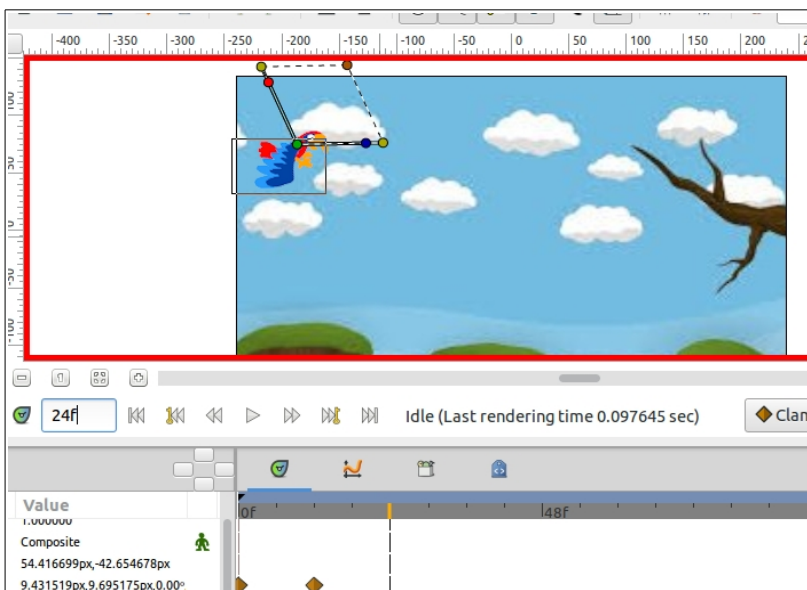 -400 -350 -300 -250 -200 -150 -100 -50 0 50 100 150 200
24f
Idle (Last rendering time 0.097645 sec)
Clam
Value
0f 48f
1.000000
Composite
54.416699px,-42.654678px
9.431519px,9.695175px,0.00°